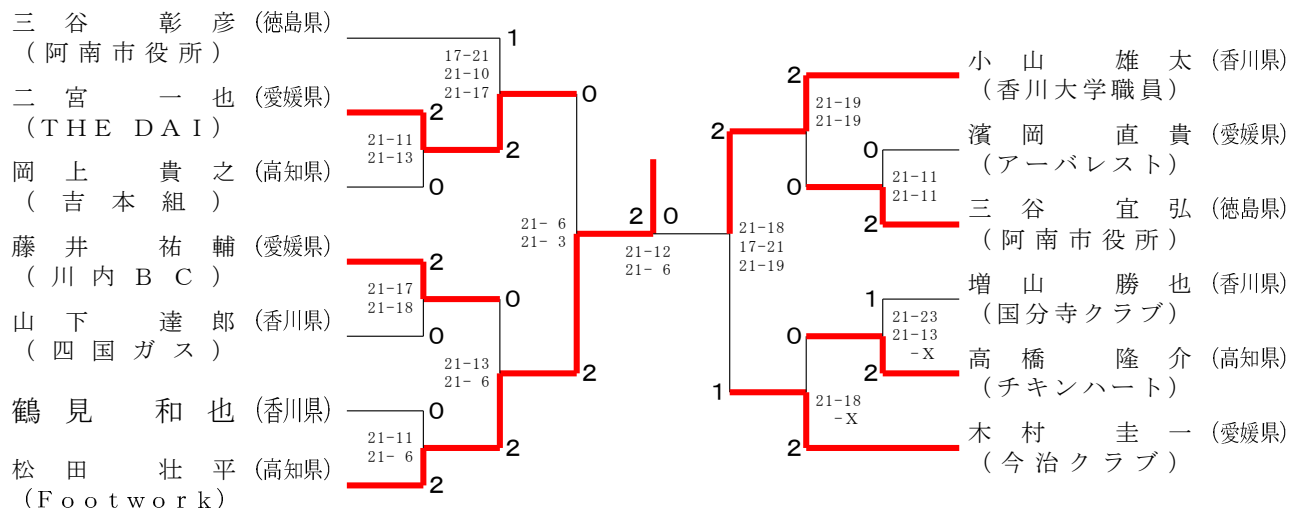 三谷 彰彦 (徳島県)
(阿南市役所)
二宮 一也 (愛媛県)
(THE DAI)
岡上 貴之 (高知県)
(吉本組)
藤井 祐輔 (愛媛県)
(川内BC)
山下 達郎 (香川県)
(四国ガス)
鶴見 和也 (香川県)
松田 壮平 (高知県)
(Footwork)
1
17-21
21-10
21-17
2
21-11
21-13
0
2
0
2
21-17
21-18
0
0
21-13
21- 6
0
21-11
21- 6
2
2
21- 6
21- 3
2
2 0
21-12
21- 6
2
21-18
17-21
21-19
1
2
21-19
21-19
0
0
21-11
21-11
2
0
1
21-23
21-13
-X
2
21-18
-X
2
小山 雄太 (香川県)
(香川大学職員)
濱岡 直貴 (愛媛県)
(アーバレスト)
三谷 宜弘 (徳島県)
(阿南市役所)
増山 勝也 (香川県)
(国分寺クラブ)
高橋 隆介 (高知県)
(チキンハート)
木村 圭一 (愛媛県)
(今治クラブ)